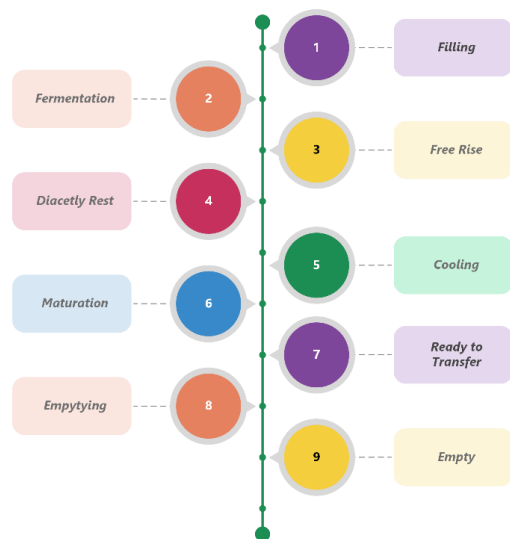 1
Filling
Fermentation
2
3
Free Rise
Diacetly Rest
4
5
Cooling
Maturation
6
7
Ready to
Transfer
Empytying
8
9
Empty